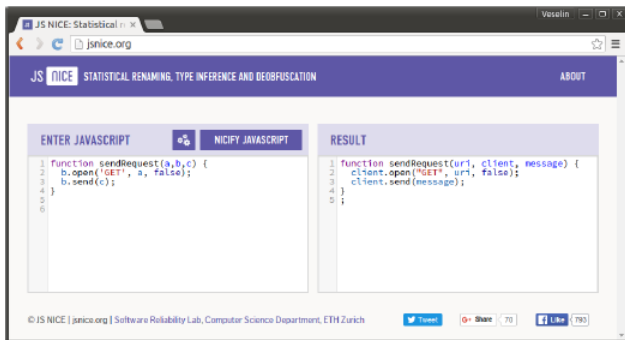 Veselin
JS NICE: Statistical r
jsnice.org
JS NICE STATISTICAL RENAMING, TYPE INFERENCE AND DEOBFUSCATION ABOUT
ENTER JAVASCRIPT NICIFY JAVASCRIPT
1 function sendRequest(a,b,c) {
2 b.open('GET', a, false);
3 b.send(c);
4 }
5
6
RESULT
1 function sendRequest(uri, client, message) {
2 client.open("GET", uri, false);
3 client.send(message);
4 }
5 ;
© JS NICE | jsnice.org | Software Reliability Lab, Computer Science Department, ETH Zurich Tweet G+ Share 70 f Like 793